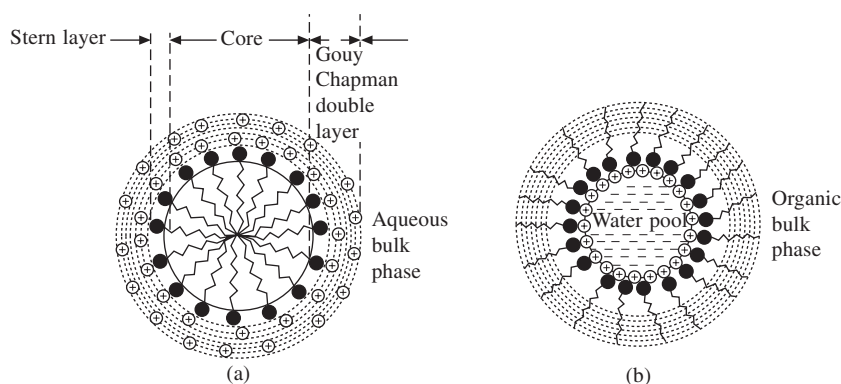 Stern layer
Core
Gouy
Chapman
double
layer
Aqueous
bulk
phase
(a)
Water pool
Organic
bulk
phase
(b)